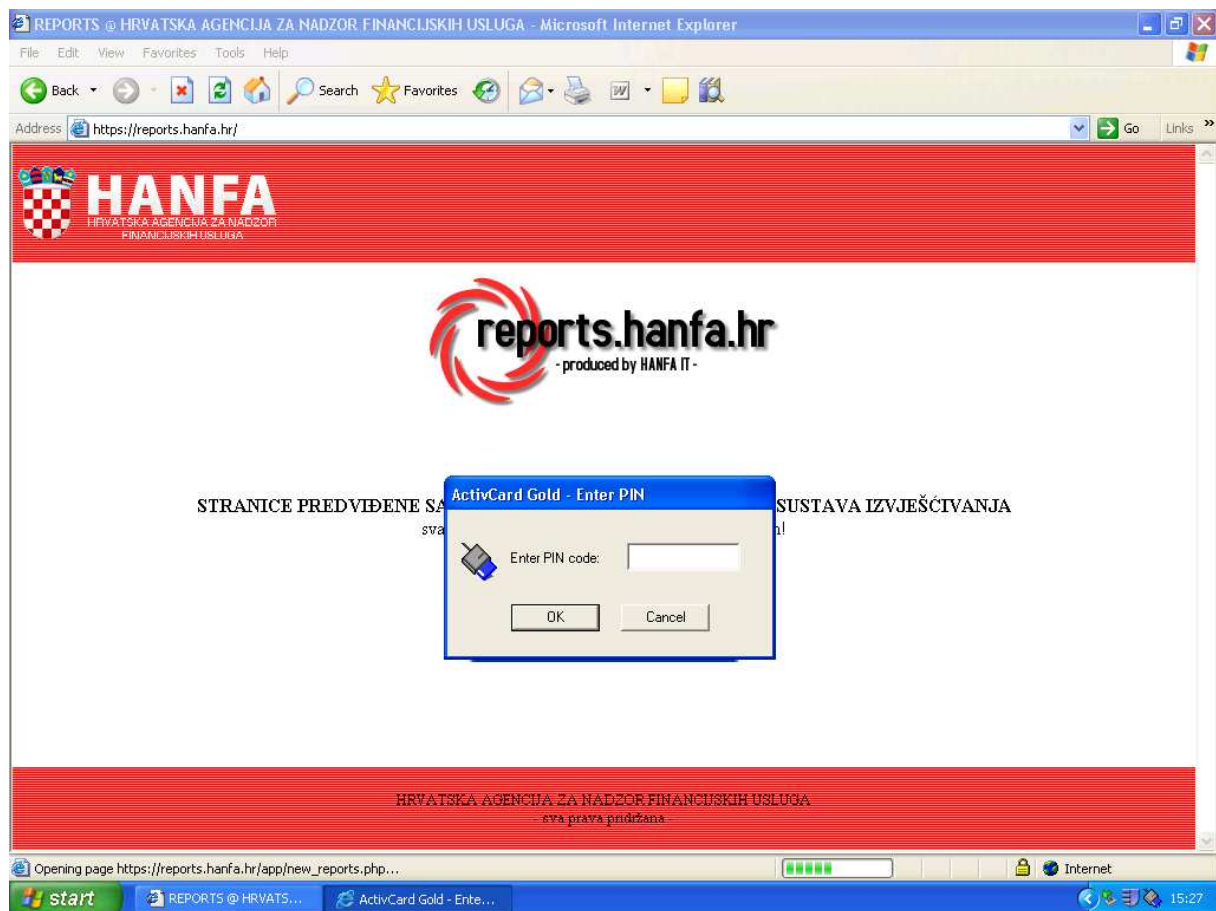 REPORTS @ HRVATSKA AGENCIJA ZA NADZOR FINANCIJSKIH USLUGA - Microsoft Internet Explorer
File Edit View Favorites Tools Help
Back Search Favorites
Address https://reports.hanfa.hr/ Go Links »
HANFA
HRVATSKA AGENCIJA ZA NADZOR
FINANCIJSKIH USLUGA
reports.hanfa.hr
- produced by HANFA IT -
ActivCard Gold - Enter PIN
STRANICE PREDVIĐENE SA SUSTAVA IZVJEŠĆIVANJA
sva !
Enter PIN code:
OK Cancel
HRVATSKA AGENCIJA ZA NADZOR FINANCIJSKIH USLUGA
- sva prava pridržana -
Opening page https://reports.hanfa.hr/app/new_reports.php... Internet
start REPORTS @ HRVATS... ActivCard Gold - Ente... 15:27